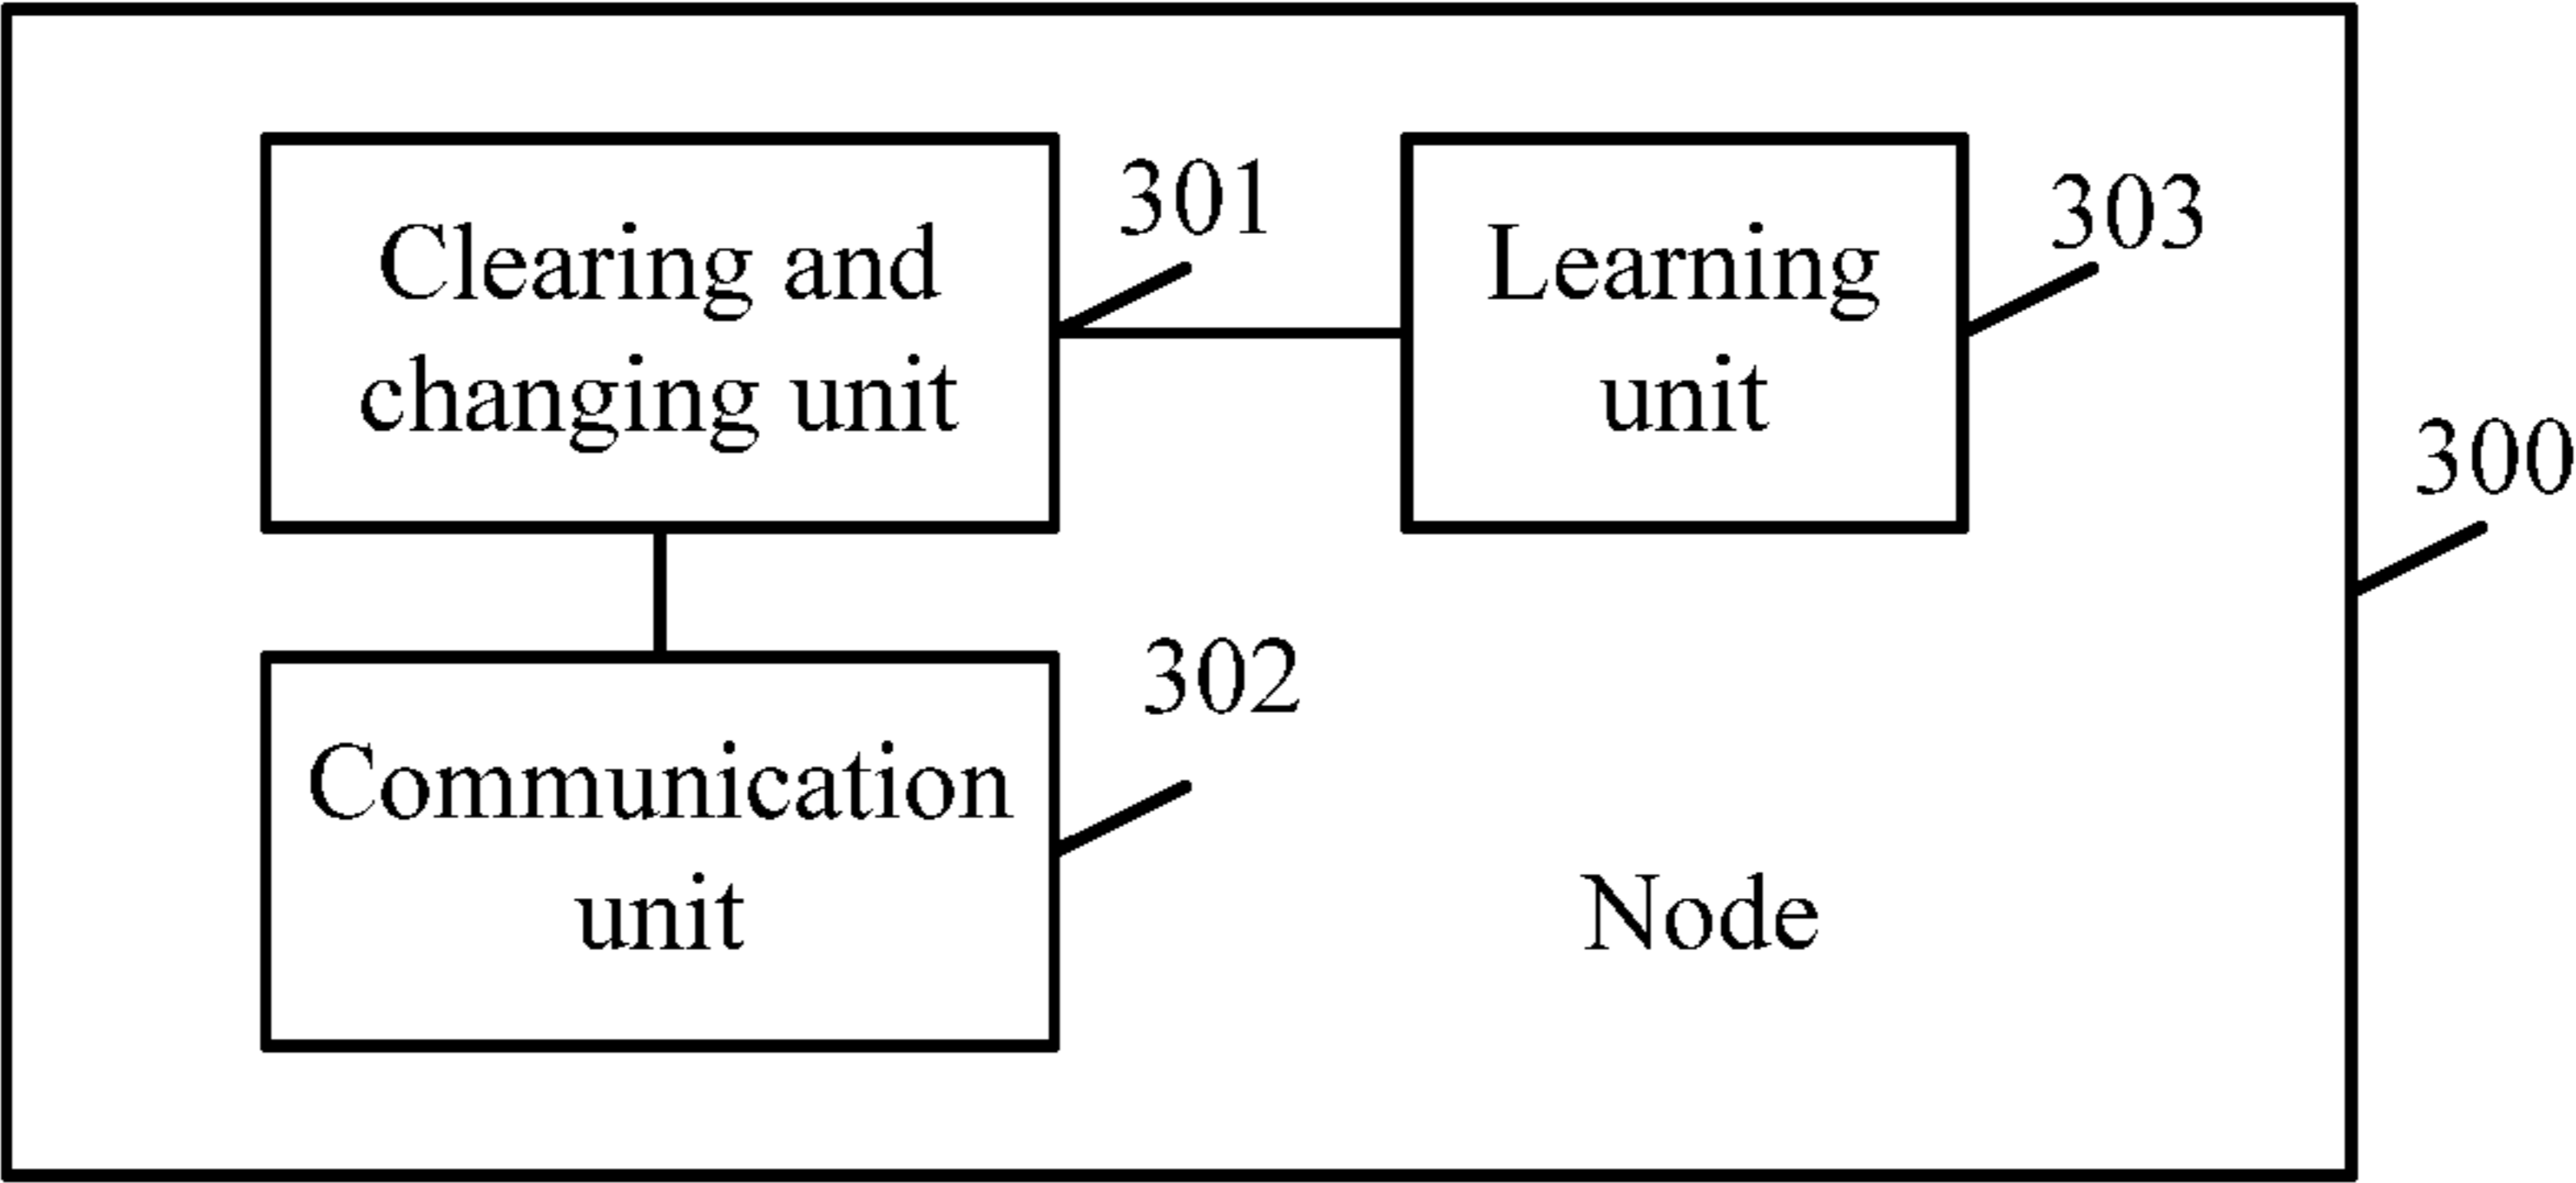 Clearing and
changing unit
301
Learning
unit
303
300
Communication
unit
302
Node